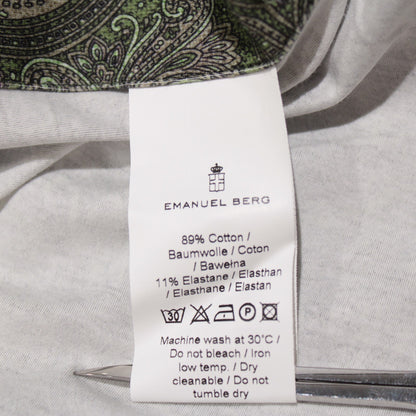 EMANUEL BERG
89% Cotton /
Baumwolle / Coton
/ Bawełna
11% Elastane / Elasthan
/ Elasthane / Elastan
30 P
Machine wash at 30°C /
Do not bleach / Iron
low temp. / Dry
cleanable / Do not
tumble dry